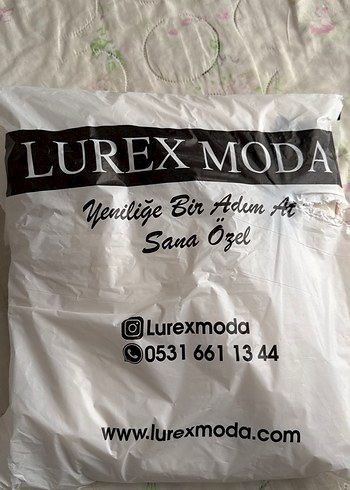 LUREX MODA
Yeniliğe Bir Adım At
Sana Özel
Lurexmoda
0531 661 13 44
www.lurexmoda.com